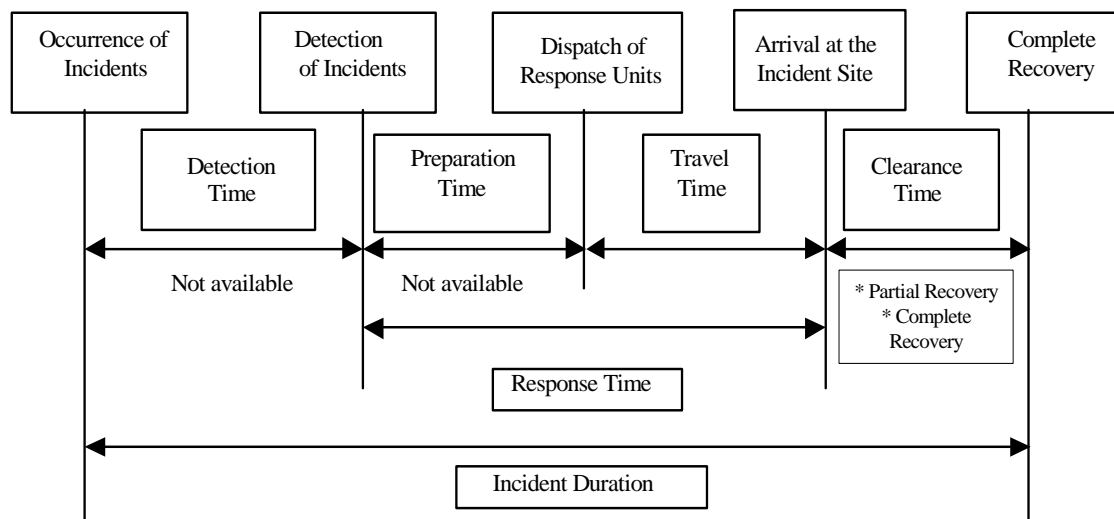 Occurrence of
Incidents
Detection
of Incidents
Dispatch of
Response Units
Arrival at the
Incident Site
Complete
Recovery
Detection
Time
Preparation
Time
Travel
Time
Clearance
Time
Not available
Not available
* Partial Recovery
* Complete
Recovery
Response Time
Incident Duration